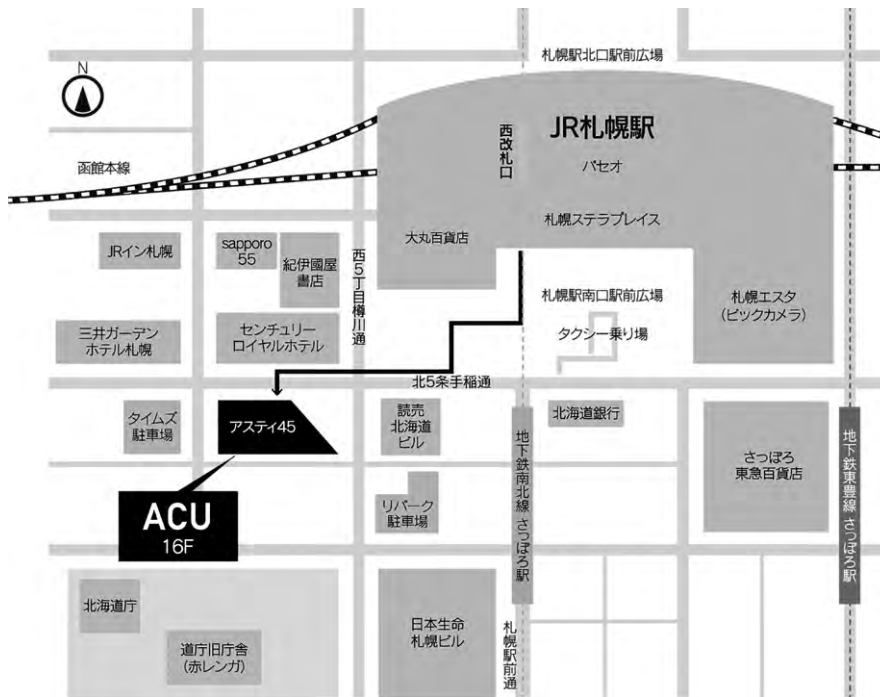 札幌駅北口駅前広場
N
JR札幌駅
西改札口
パセオ
函館本線
札幌ステラプレイス
大丸百貨店
JRイン札幌
sapporo
55
紀伊國屋
書店
西5丁目樽川通
札幌駅南口駅前広場
札幌エスタ
(ビックカメラ)
三井ガーデン
ホテル札幌
センチュリー
ロイヤルホテル
タクシー乗り場
北5条手稲通
タイムズ
駐車場
アスティ45
読売
北海道
ビル
北海道銀行
さっぽろ
東急百貨店
地下鉄南北線 さっぽろ駅
地下鉄東豊線 さっぽろ駅
ACU
16F
リパーク
駐車場
北海道庁
道庁旧庁舎
(赤レンガ)
日本生命
札幌ビル
札幌駅前通